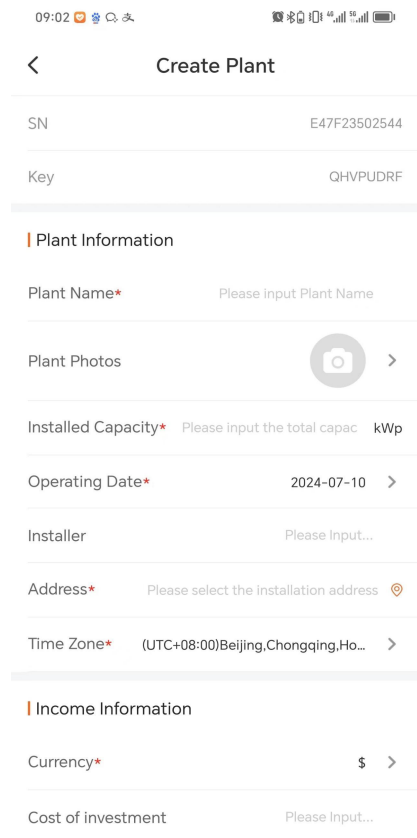 09:02
4G 5G
Create Plant
SN E47F23502544
Key QHVPUDRF
Plant Information
Plant Name* Please input Plant Name
Plant Photos
Installed Capacity* Please input the total capac kWp
Operating Date* 2024-07-10
Installer Please Input...
Address* Please select the installation address
Time Zone* (UTC+08:00)Beijing,Chongqing,Ho...
Income Information
Currency* $
Cost of investment Please Input...